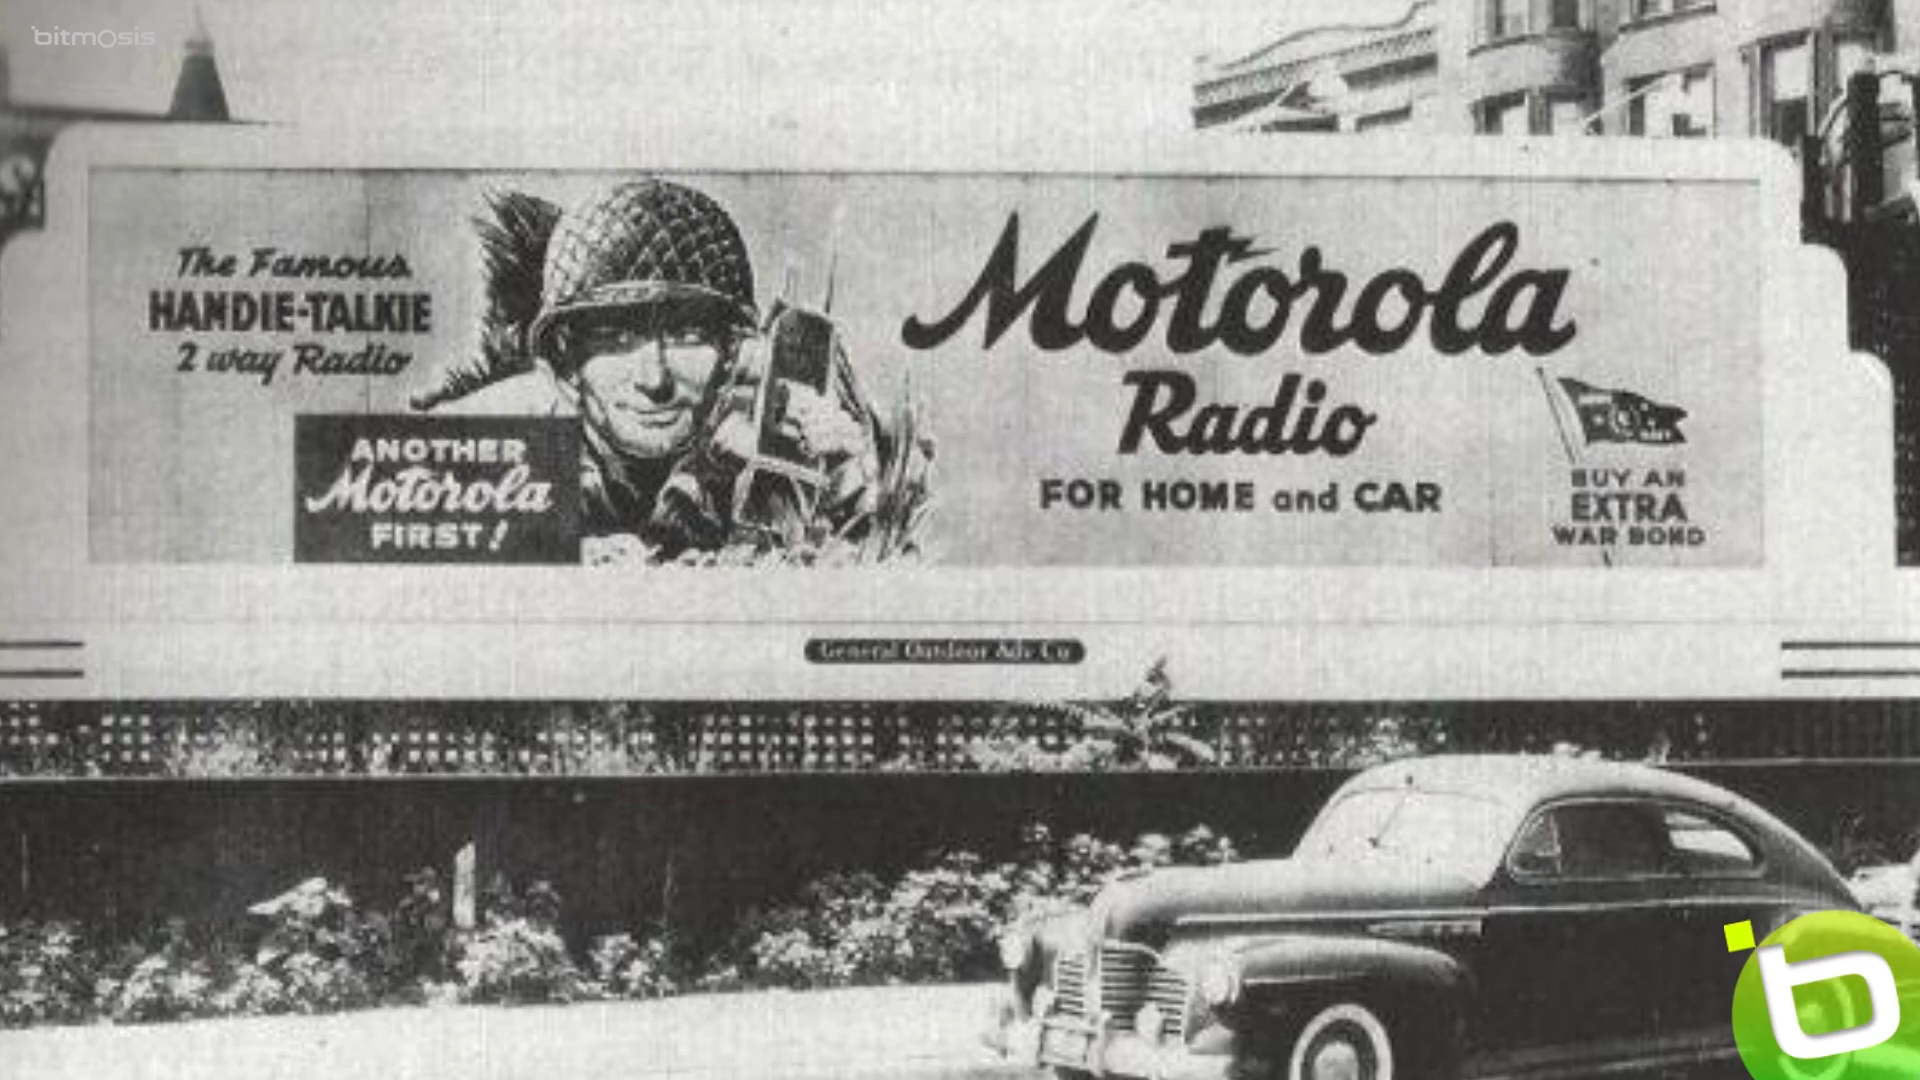 bitmosis
The Famous
HANDIE-TALKIE
2 way Radio
ANOTHER
Motorola
FIRST!
Motorola
Radio
FOR HOME and CAR
BUY AN
EXTRA
WAR BOND
General Outdoor Adv Co
b